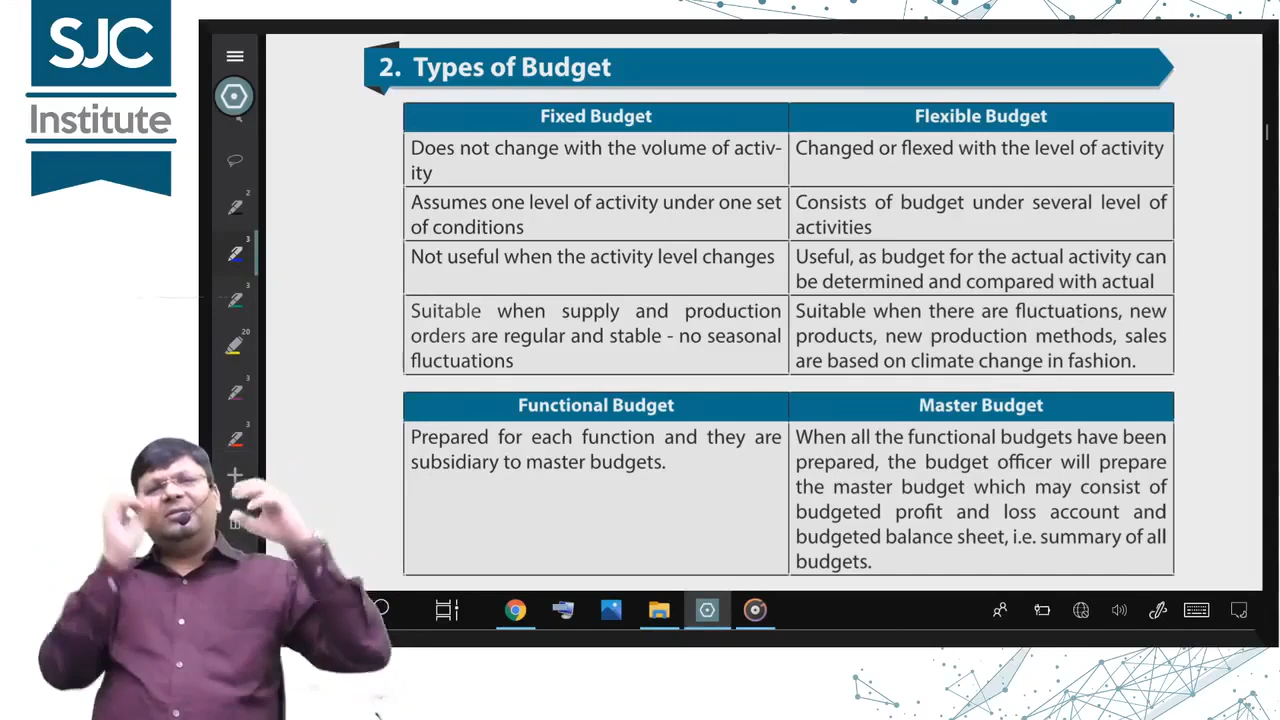 SJC
Institute
2. Types of Budget
Fixed Budget
Flexible Budget
Does not change with the volume of activ-
ity
Changed or flexed with the level of activity
Assumes one level of activity under one set
of conditions
Consists of budget under several level of
activities
Not useful when the activity level changes
Useful, as budget for the actual activity can
be determined and compared with actual
Suitable when supply and production
orders are regular and stable - no seasonal
fluctuations
Suitable when there are fluctuations, new
products, new production methods, sales
are based on climate change in fashion.
Functional Budget
Master Budget
Prepared for each function and they are
subsidiary to master budgets.
When all the functional budgets have been
prepared, the budget officer will prepare
the master budget which may consist of
budgeted profit and loss account and
budgeted balance sheet, i.e. summary of all
budgets.
2
3
3
20
3
3